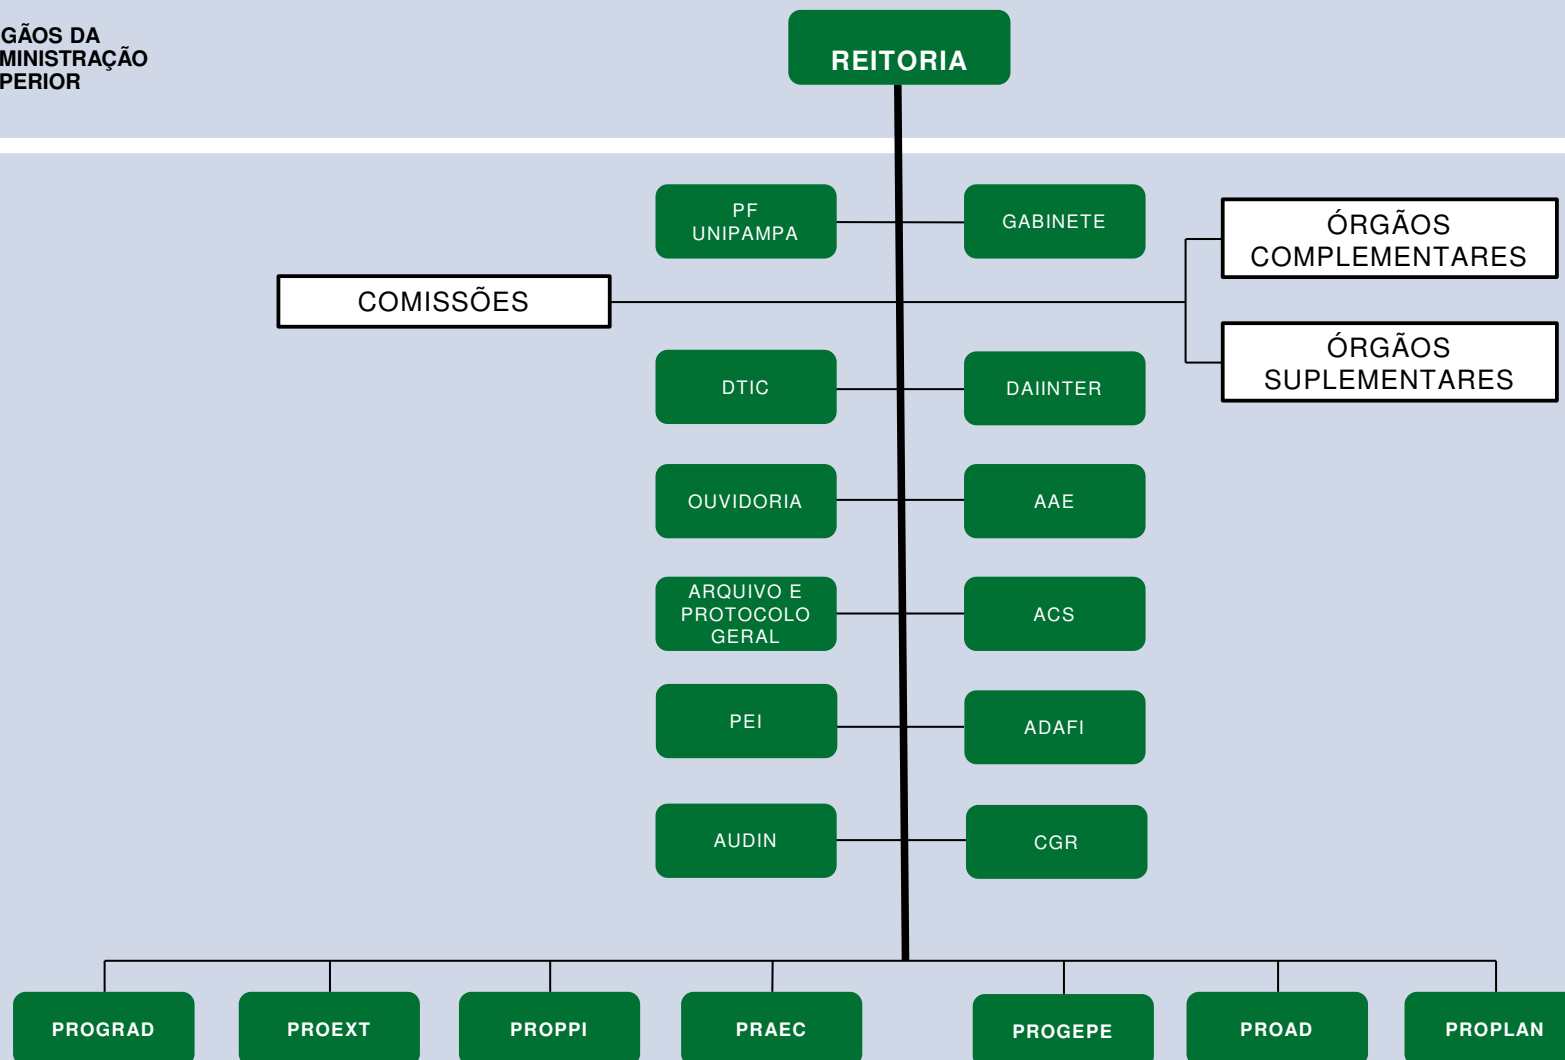 GÃOS DA
MINISTRAÇÃO
PERIOR
REITORIA
PF
UNIPAMPA
GABINETE
ÓRGÃOS
COMPLEMENTARES
COMISSÕES
ÓRGÃOS
SUPLEMENTARES
DTIC
DAIINTER
OUVIDORIA
AAE
ARQUIVO E
PROTOCOLO
GERAL
ACS
PEI
ADAFI
AUDIN
CGR
PROGRAD
PROEXT
PROPPI
PRAEC
PROGEPE
PROAD
PROPLAN